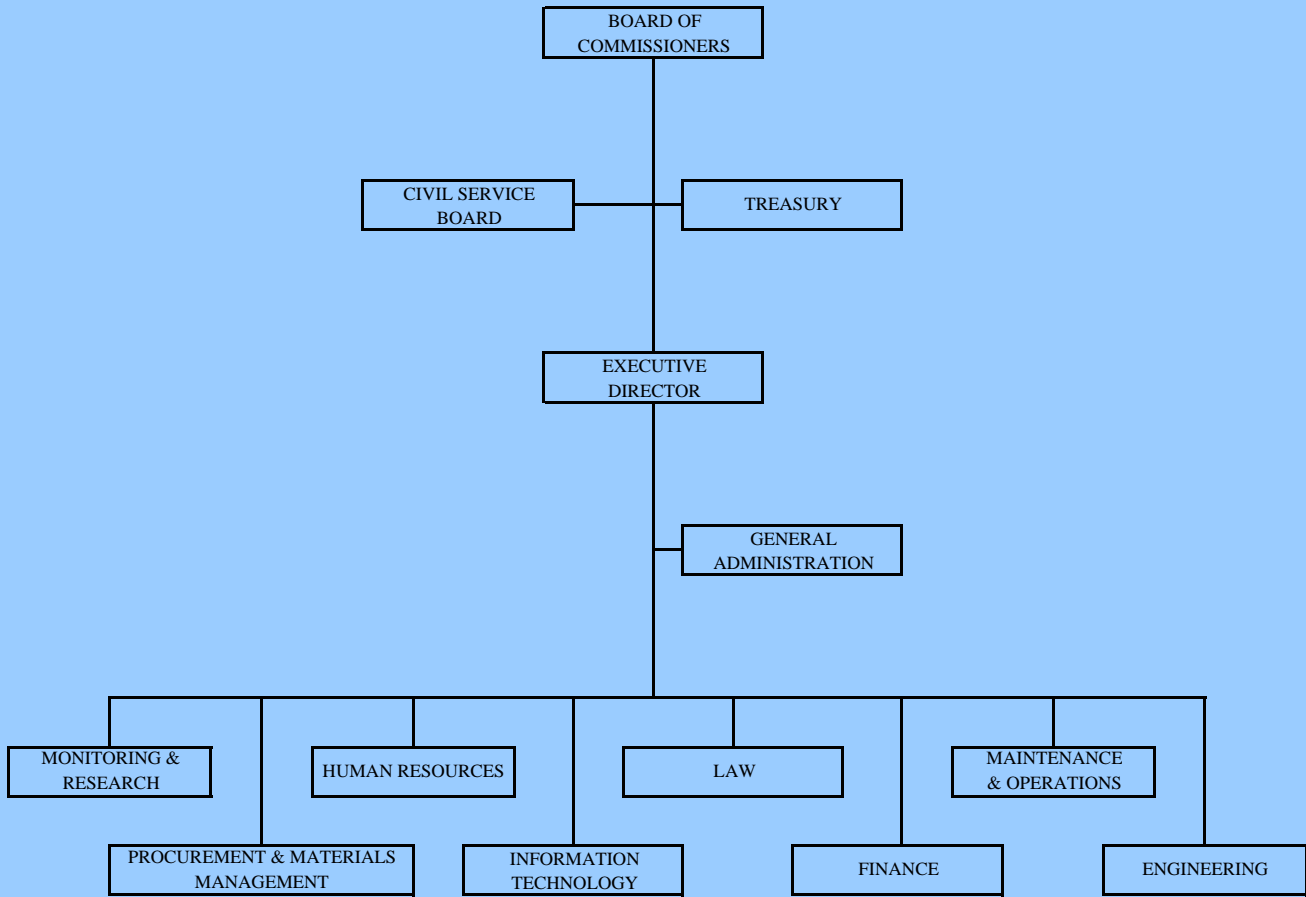 BOARD OF
COMMISSIONERS
CIVIL SERVICE
BOARD
TREASURY
EXECUTIVE
DIRECTOR
GENERAL
ADMINISTRATION
MONITORING &
RESEARCH
HUMAN RESOURCES
LAW
MAINTENANCE
& OPERATIONS
PROCUREMENT & MATERIALS
MANAGEMENT
INFORMATION
TECHNOLOGY
FINANCE
ENGINEERING